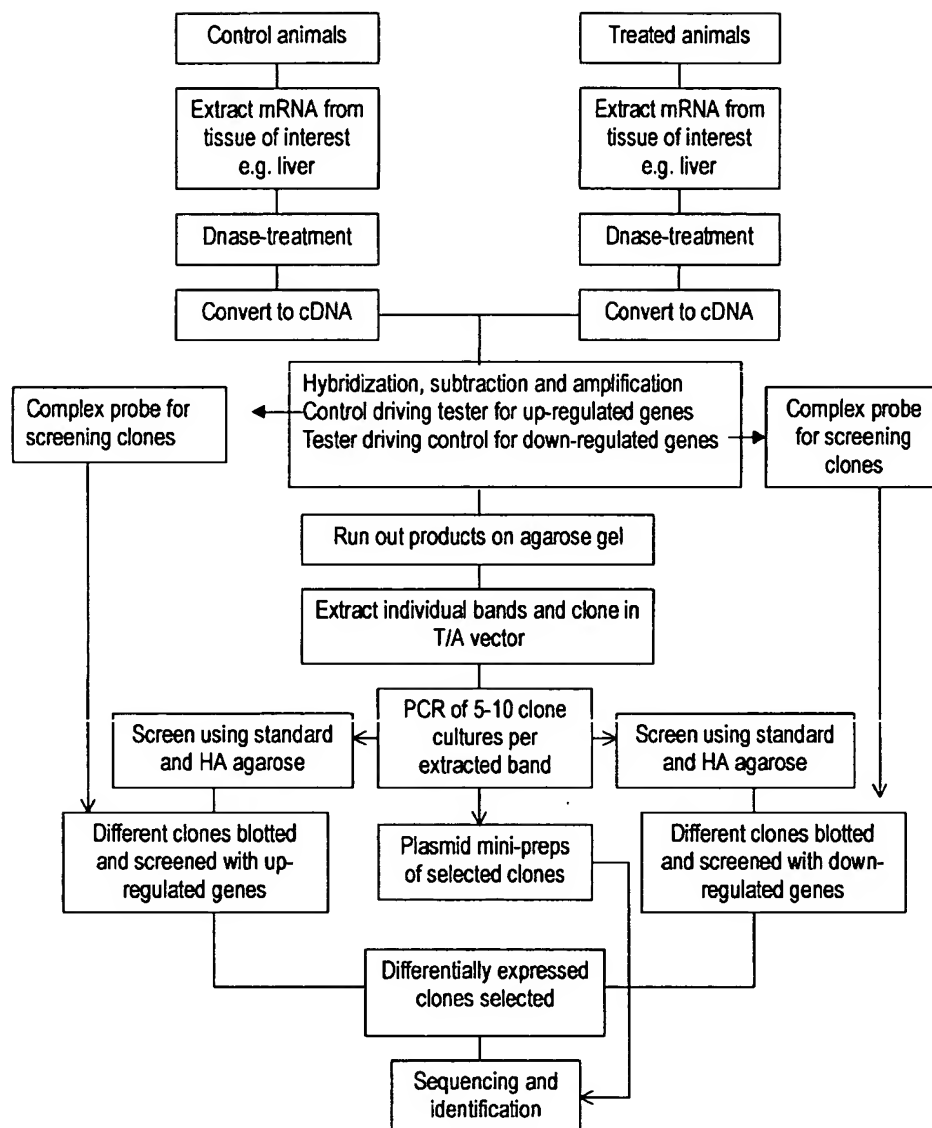 Control animals
Treated animals
Extract mRNA from
tissue of interest
e.g. liver
Extract mRNA from
tissue of interest
e.g. liver
Dnase-treatment
Dnase-treatment
Convert to cDNA
Convert to cDNA
Hybridization, subtraction and amplification
Control driving tester for up-regulated genes
Tester driving control for down-regulated genes
Complex probe for
screening clones
Complex probe
for screening
clones
Run out products on agarose gel
Extract individual bands and clone in
T/A vector
PCR of 5-10 clone
cultures per
extracted band
Screen using standard
and HA agarose
Screen using standard
and HA agarose
Different clones blotted
and screened with up-
regulated genes
Plasmid mini-preps
of selected clones
Different clones blotted
and screened with down-
regulated genes
Differentially expressed
clones selected
Sequencing and
identification